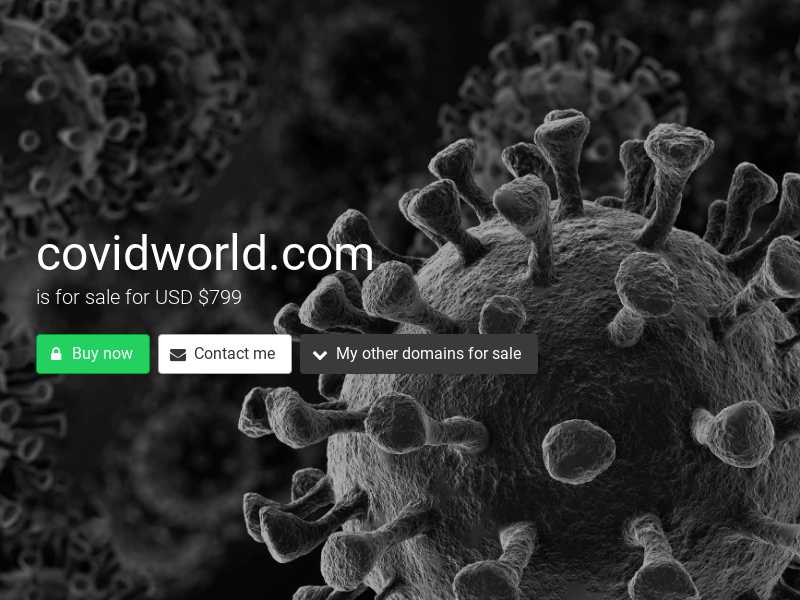 covidworld.com
is for sale for USD $799
Buy now
Contact me
My other domains for sale